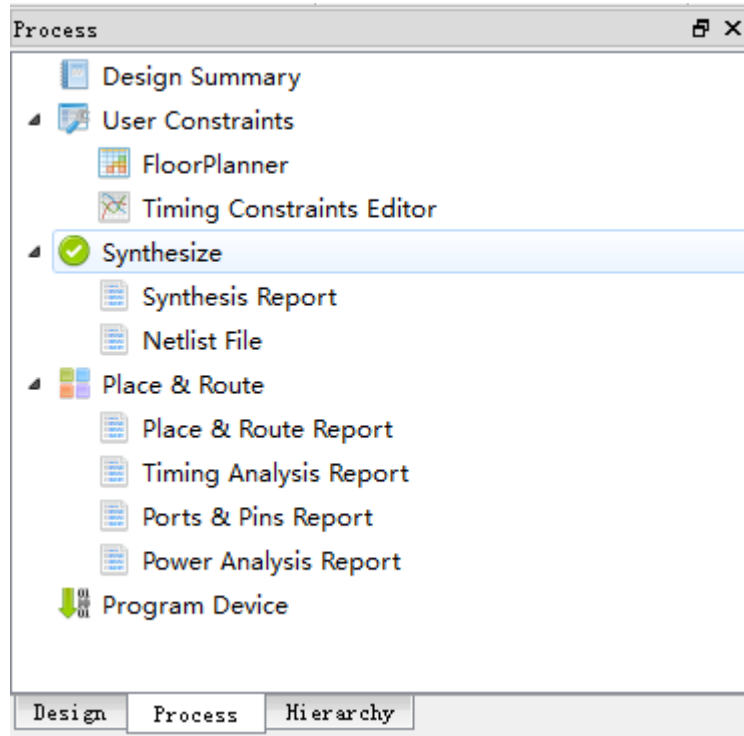 Process
Design Summary
User Constraints
FloorPlanner
Timing Constraints Editor
Synthesize
Synthesis Report
Netlist File
Place & Route
Place & Route Report
Timing Analysis Report
Ports & Pins Report
Power Analysis Report
Program Device
Design Process Hierarchy